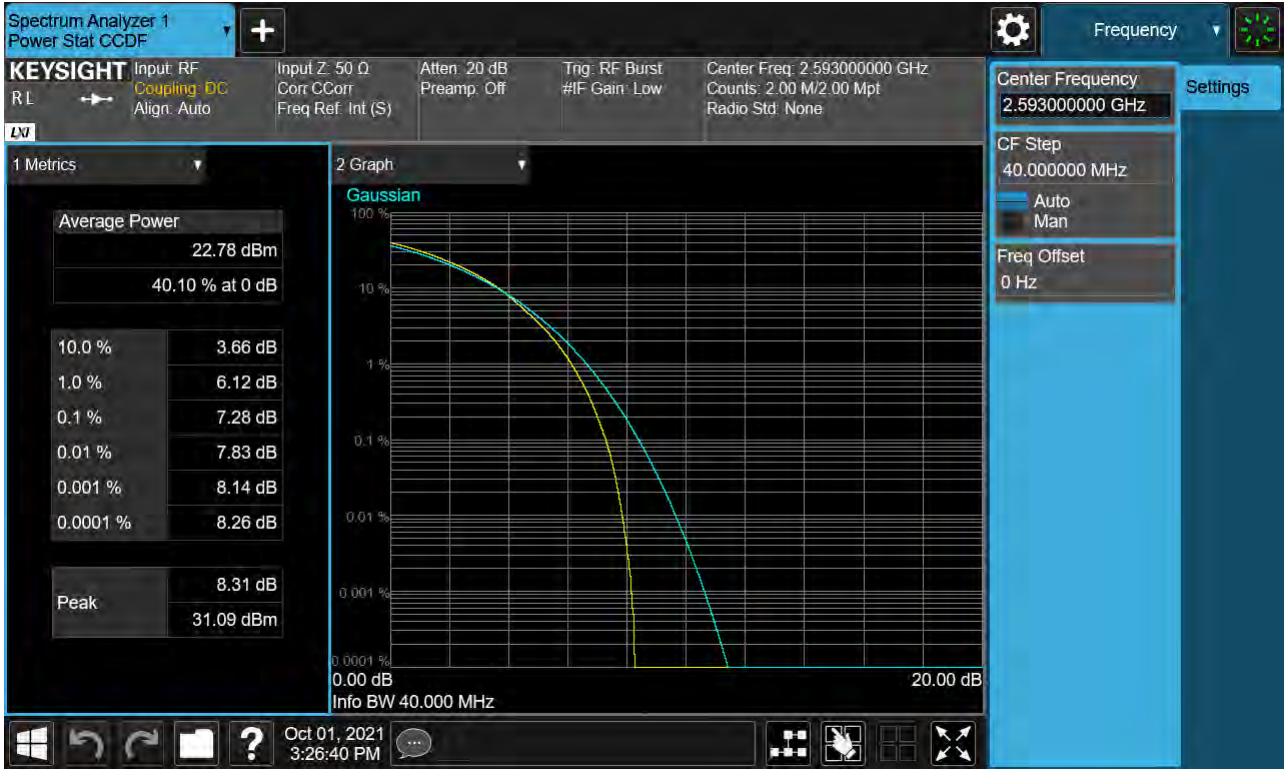 Spectrum Analyzer 1
Power Stat CCDF
Frequency
KEYSIGHT
RL
LXI
Input: RF
Coupling: DC
Align: Auto
Input Z: 50 Ω
Corr CCorr
Freq Ref: Int (S)
Atten: 20 dB
Preamp: Off
Trig: RF Burst
#IF Gain: Low
Center Freq: 2.593000000 GHz
Counts: 2.00 M/2.00 Mpt
Radio Std: None
Center Frequency
2.593000000 GHz
Settings
CF Step
40.000000 MHz
Auto
Man
Freq Offset
0 Hz
1 Metrics
Average Power
22.78 dBm
40.10 % at 0 dB
10.0 % 3.66 dB
1.0 % 6.12 dB
0.1 % 7.28 dB
0.01 % 7.83 dB
0.001 % 8.14 dB
0.0001 % 8.26 dB
Peak
8.31 dB
31.09 dBm
2 Graph
Gaussian
100 %
10 %
1 %
0.1 %
0.01 %
0.001 %
0.0001 %
0.00 dB 20.00 dB
Info BW 40.000 MHz
?
Oct 01, 2021
3:26:40 PM